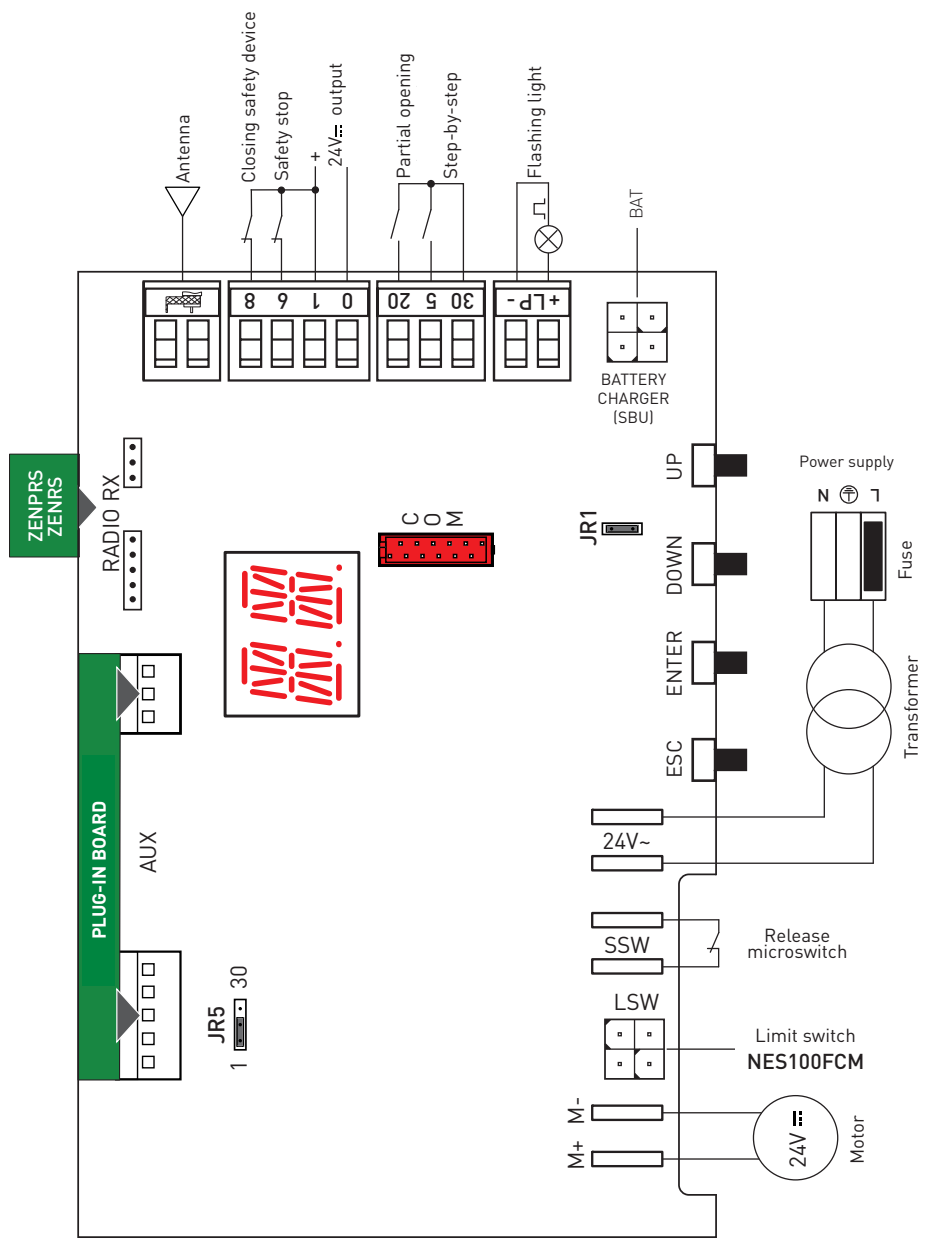 Antenna
Closing safety device
Safety stop
+
24V⎓ output
Partial opening
Step-by-step
Flashing light
BAT
8
6
1
0
20
5
30
- LP +
BATTERY
CHARGER
(SBU)
ZENPRS
ZENRS
RADIO RX
COM
JR1
UP
DOWN
ENTER
ESC
Power supply
N L
Fuse
Transformer
PLUG-IN BOARD
AUX
JR5
1 30
24V~
SSW
Release
microswitch
LSW
Limit switch
NES100FCM
M-
M+
24V⎓
Motor